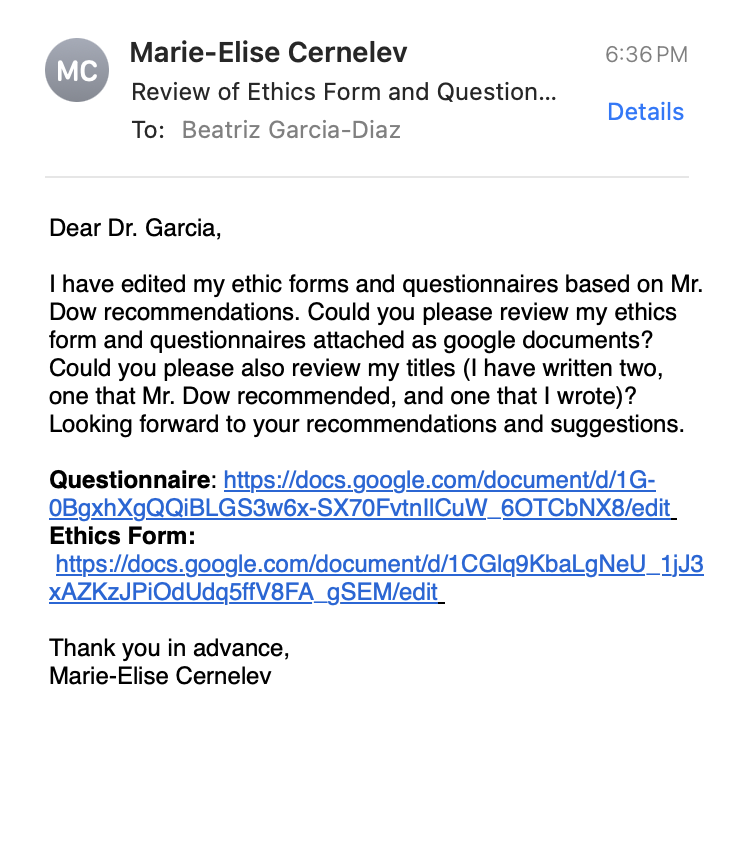 MC
Marie-Elise Cernelev
6:36 PM
Review of Ethics Form and Question...
Details
To: Beatriz Garcia-Diaz
Dear Dr. Garcia,
I have edited my ethic forms and questionnaires based on Mr.
Dow recommendations. Could you please review my ethics
form and questionnaires attached as google documents?
Could you please also review my titles (I have written two,
one that Mr. Dow recommended, and one that I wrote)?
Looking forward to your recommendations and suggestions.
Questionnaire: https://docs.google.com/document/d/1G-
0BgxhXgQQiBLGS3w6x-SX70FvtnIlCuW_6OTCbNX8/edit
Ethics Form:
https://docs.google.com/document/d/1CGlq9KbaLgNeU_1jJ3
xAZKzJPiOdUdq5ffV8FA_gSEM/edit
Thank you in advance,
Marie-Elise Cernelev